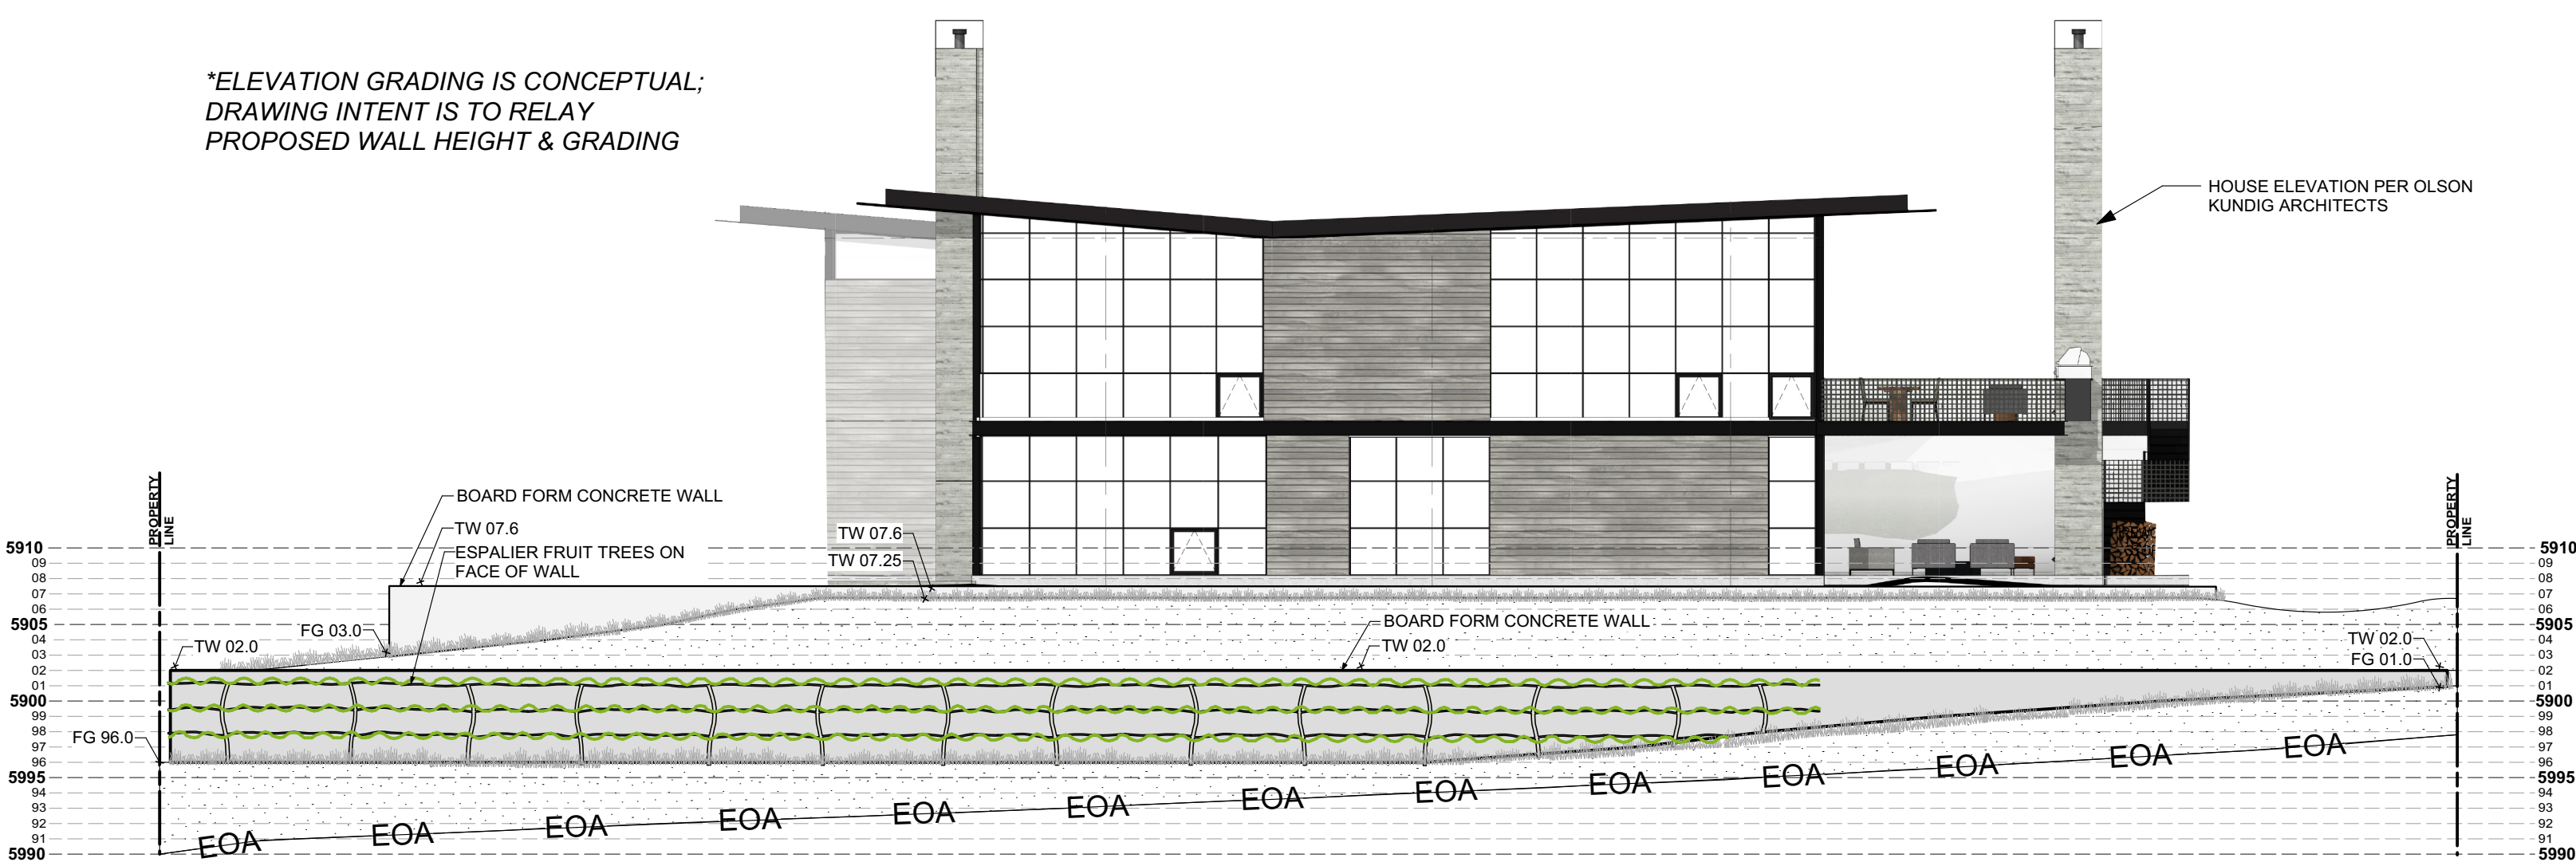 *ELEVATION GRADING IS CONCEPTUAL;
DRAWING INTENT IS TO RELAY
PROPOSED WALL HEIGHT & GRADING
HOUSE ELEVATION PER OLSON
KUNDIG ARCHITECTS
PROPERTY
LINE
PROPERTY
LINE
BOARD FORM CONCRETE WALL
TW 07.6
ESPALIER FRUIT TREES ON
FACE OF WALL
TW 07.6
TW 07.25
FG 03.0
TW 02.0
BOARD FORM CONCRETE WALL
TW 02.0
TW 02.0
FG 01.0
FG 96.0
5910
09
08
07
06
5905
04
03
02
01
5900
99
98
97
96
5995
94
93
92
91
5990
5910
09
08
07
06
5905
04
03
02
01
5900
99
98
97
96
5995
94
93
92
91
5990
EOA EOA EOA EOA EOA EOA EOA EOA EOA EOA EOA EOA EOA